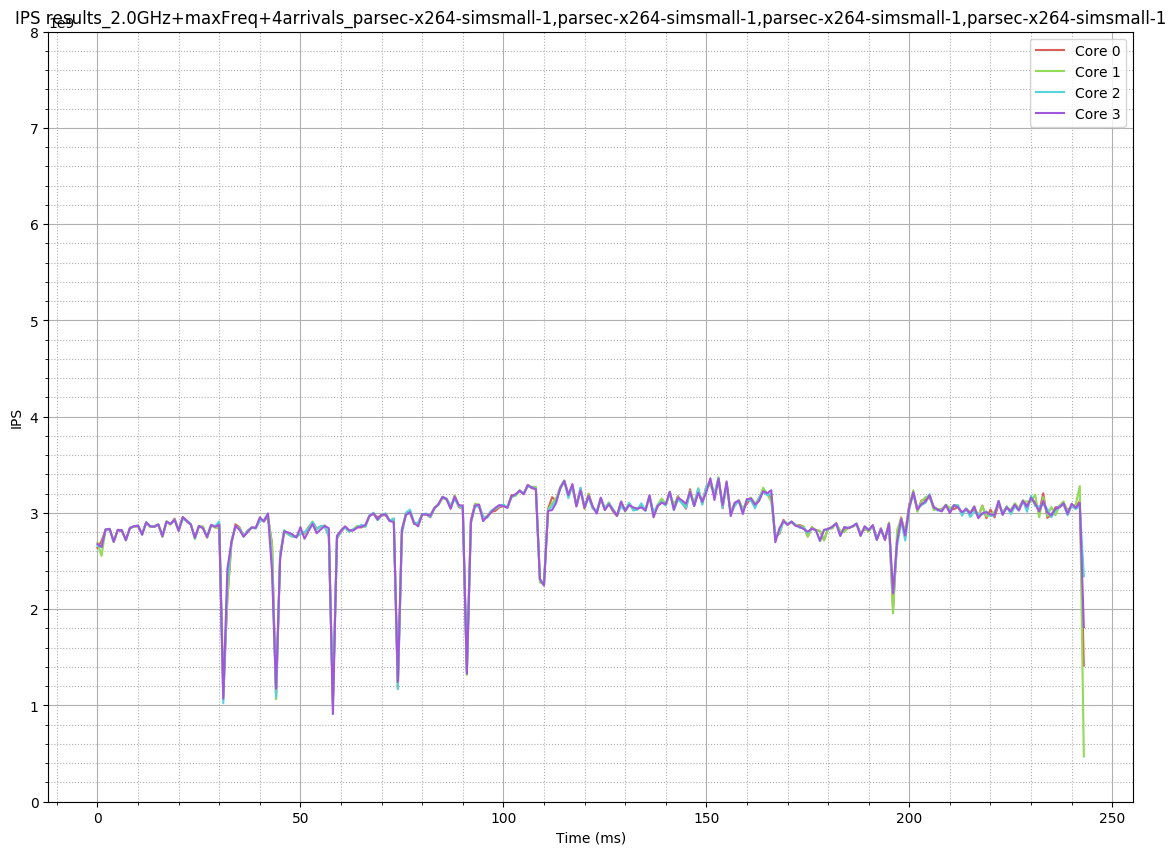 IPS results_2.0GHz+maxFreq+4arrivals_parsec-x264-simsmall-1,parsec-x264-simsmall-1,parsec-x264-simsmall-1,parsec-x264-simsmall-1
1e9
8
7
6
5
4
3
2
1
0
IPS
Core 0
Core 1
Core 2
Core 3
0 50 100 150 200 250
Time (ms)